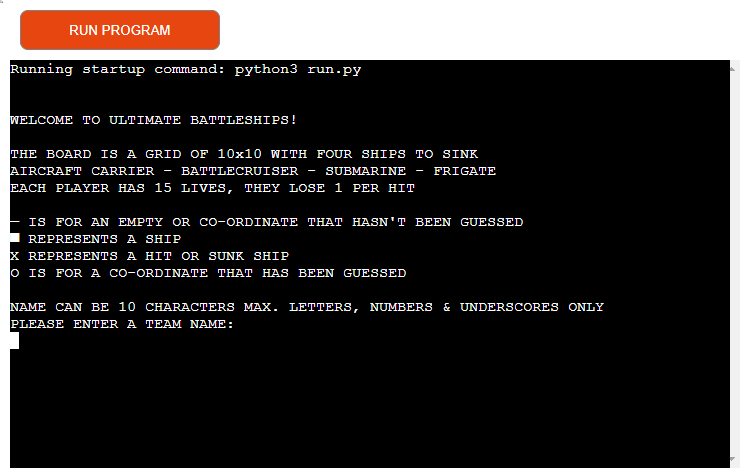 RUN PROGRAM
Running startup command: python3 run.py
WELCOME TO ULTIMATE BATTLESHIPS!
THE BOARD IS A GRID OF 10x10 WITH FOUR SHIPS TO SINK
AIRCRAFT CARRIER - BATTLECRUISER - SUBMARINE - FRIGATE
EACH PLAYER HAS 15 LIVES, THEY LOSE 1 PER HIT
— IS FOR AN EMPTY OR CO-ORDINATE THAT HASN'T BEEN GUESSED
■ REPRESENTS A SHIP
X REPRESENTS A HIT OR SUNK SHIP
O IS FOR A CO-ORDINATE THAT HAS BEEN GUESSED
NAME CAN BE 10 CHARACTERS MAX. LETTERS, NUMBERS & UNDERSCORES ONLY
PLEASE ENTER A TEAM NAME: